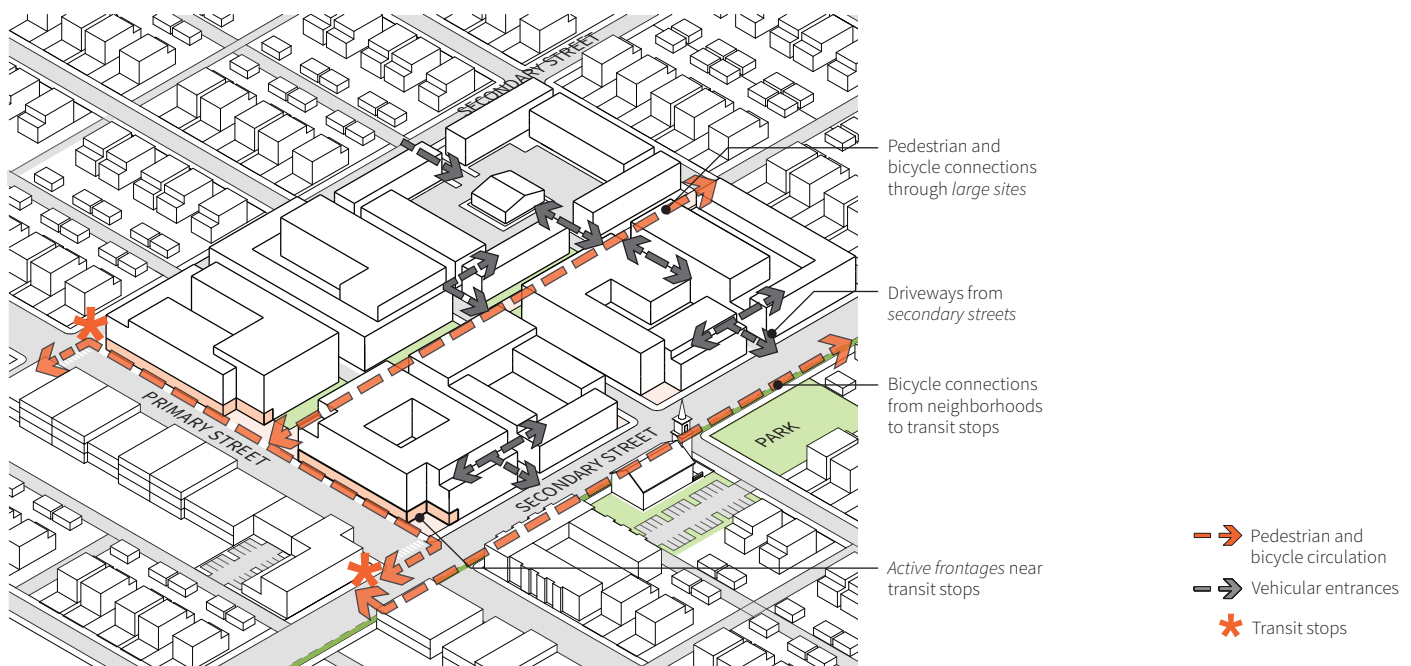 SECONDARY STREET
Pedestrian and
bicycle connections
through large sites
Driveways from
secondary streets
Bicycle connections
from neighborhoods
to transit stops
PRIMARY STREET
SECONDARY STREET
PARK
Active frontages near
transit stops
Pedestrian and
bicycle circulation
Vehicular entrances
Transit stops